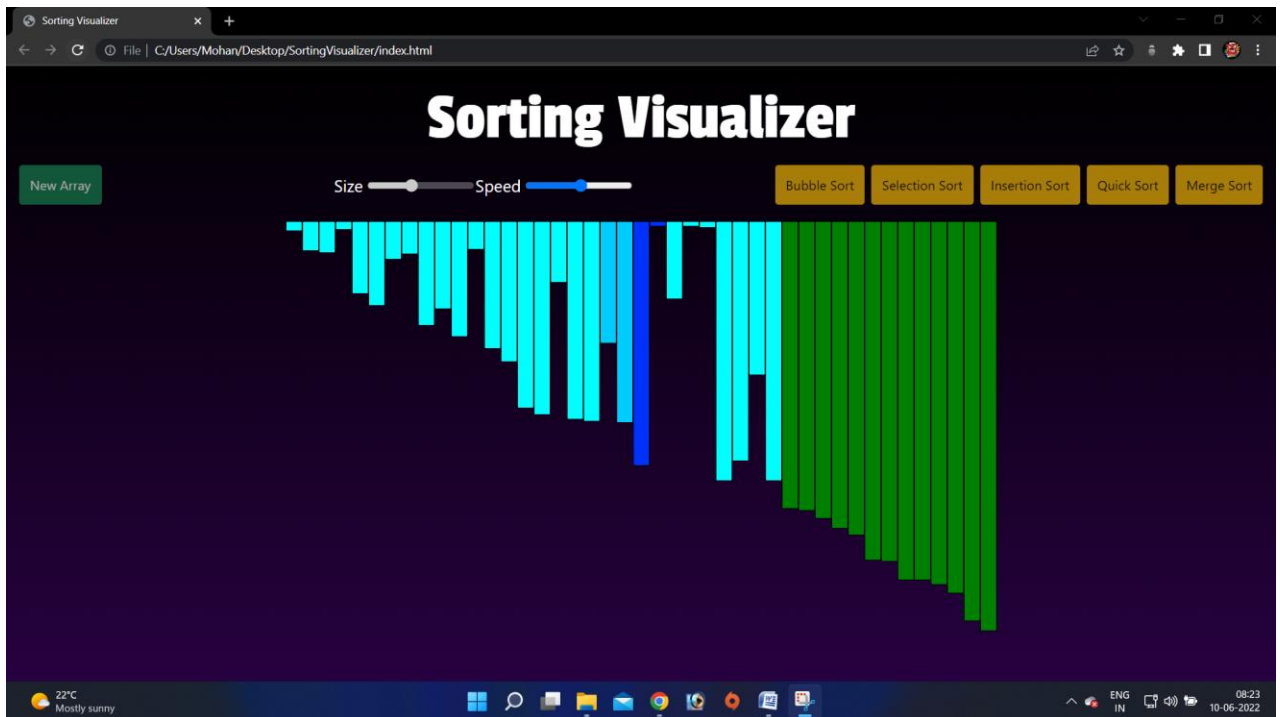 Sorting Visualizer
File | C:/Users/Mohan/Desktop/SortingVisualizer/index.html
Sorting Visualizer
New Array
Size Speed
Bubble Sort Selection Sort Insertion Sort Quick Sort Merge Sort
22°C
Mostly sunny
ENG
IN
08:23
10-06-2022